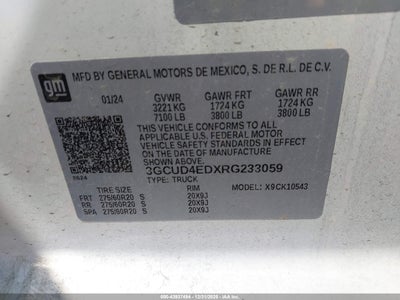 gm
MFD BY GENERAL MOTORS DE MEXICO, S. DE R.L. DE C.V.
01/24 GVWR GAWR FRT GAWR RR
3221 KG 1724 KG 1724 KG
7100 LB 3800 LB 3800 LB
THIS VEHICLE CONFORMS TO ALL APPLICABLE
U.S. FEDERAL MOTOR
VEHICLE SAFETY STANDARDS IN EFFECT
ON THE DATE OF MANUFACTURE SHOWN ABOVE.
3GCUD4EDXRG233059
TYPE: TRUCK
TIRE SIZE RIM MODEL: X9CK10543
FRT 275/60R20 S 20X9J
RR 275/60R20 S 20X9J
SPA 275/60R20 S 20X9J